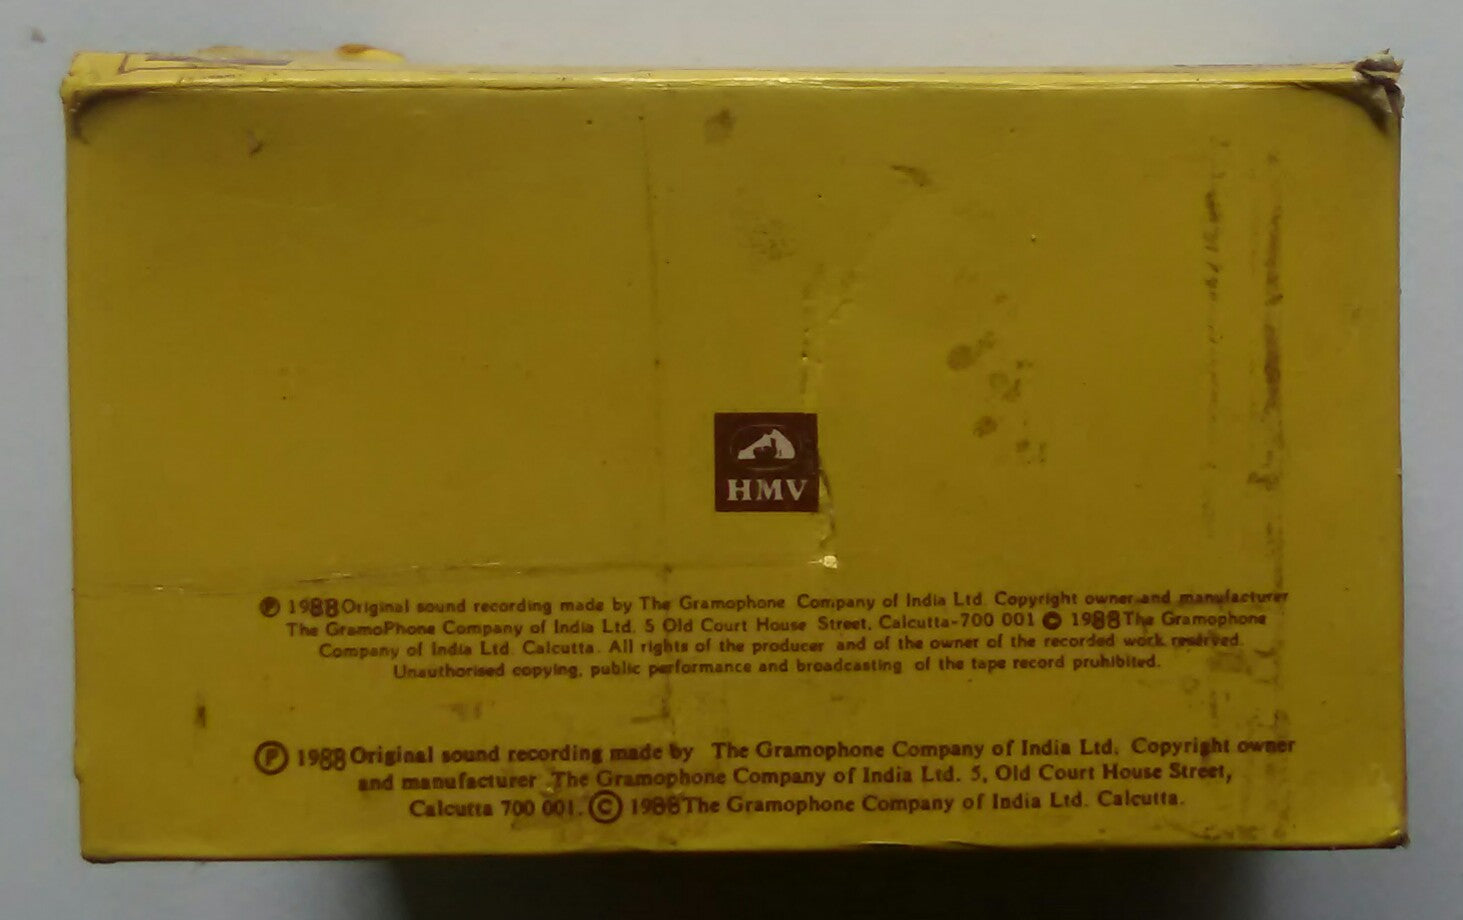 HMV
℗ 1988 Original sound recording made by The Gramophone Company of India Ltd. Copyright owner and manufacturer
The GramoPhone Company of India Ltd. 5 Old Court House Street, Calcutta-700 001 © 1988 The Gramophone
Company of India Ltd. Calcutta. All rights of the producer and of the owner of the recorded work reserved.
Unauthorised copying, public performance and broadcasting of the tape record pruhibited.
℗ 1988 Original sound recording made by The Gramophone Company of India Ltd. Copyright owner
and manufacturer The Gramophone Company of India Ltd. 5, Old Court House Street,
Calcutta 700 001. © 1988 The Gramophone Company of India Ltd. Calcutta.